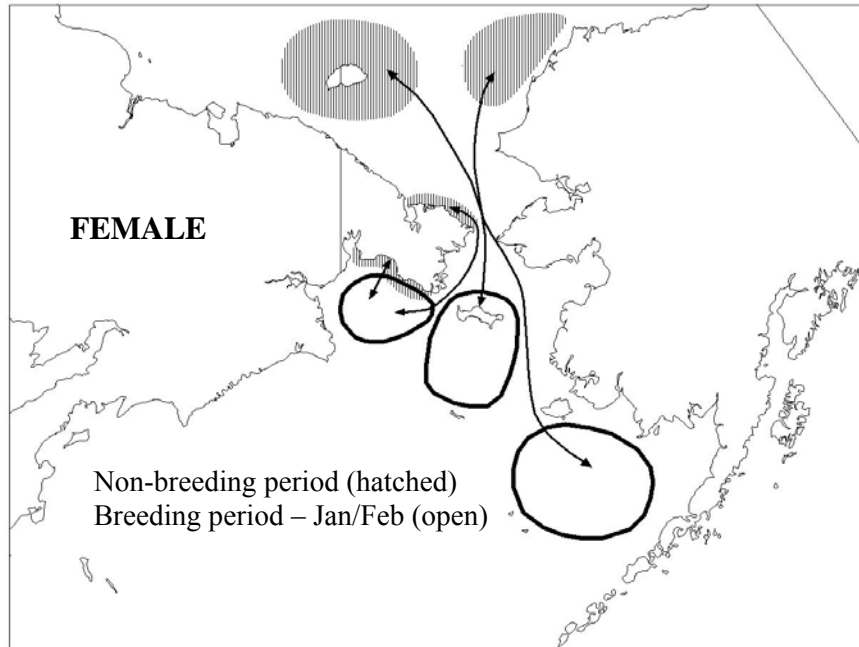 FEMALE
Non-breeding period (hatched)
Breeding period – Jan/Feb (open)